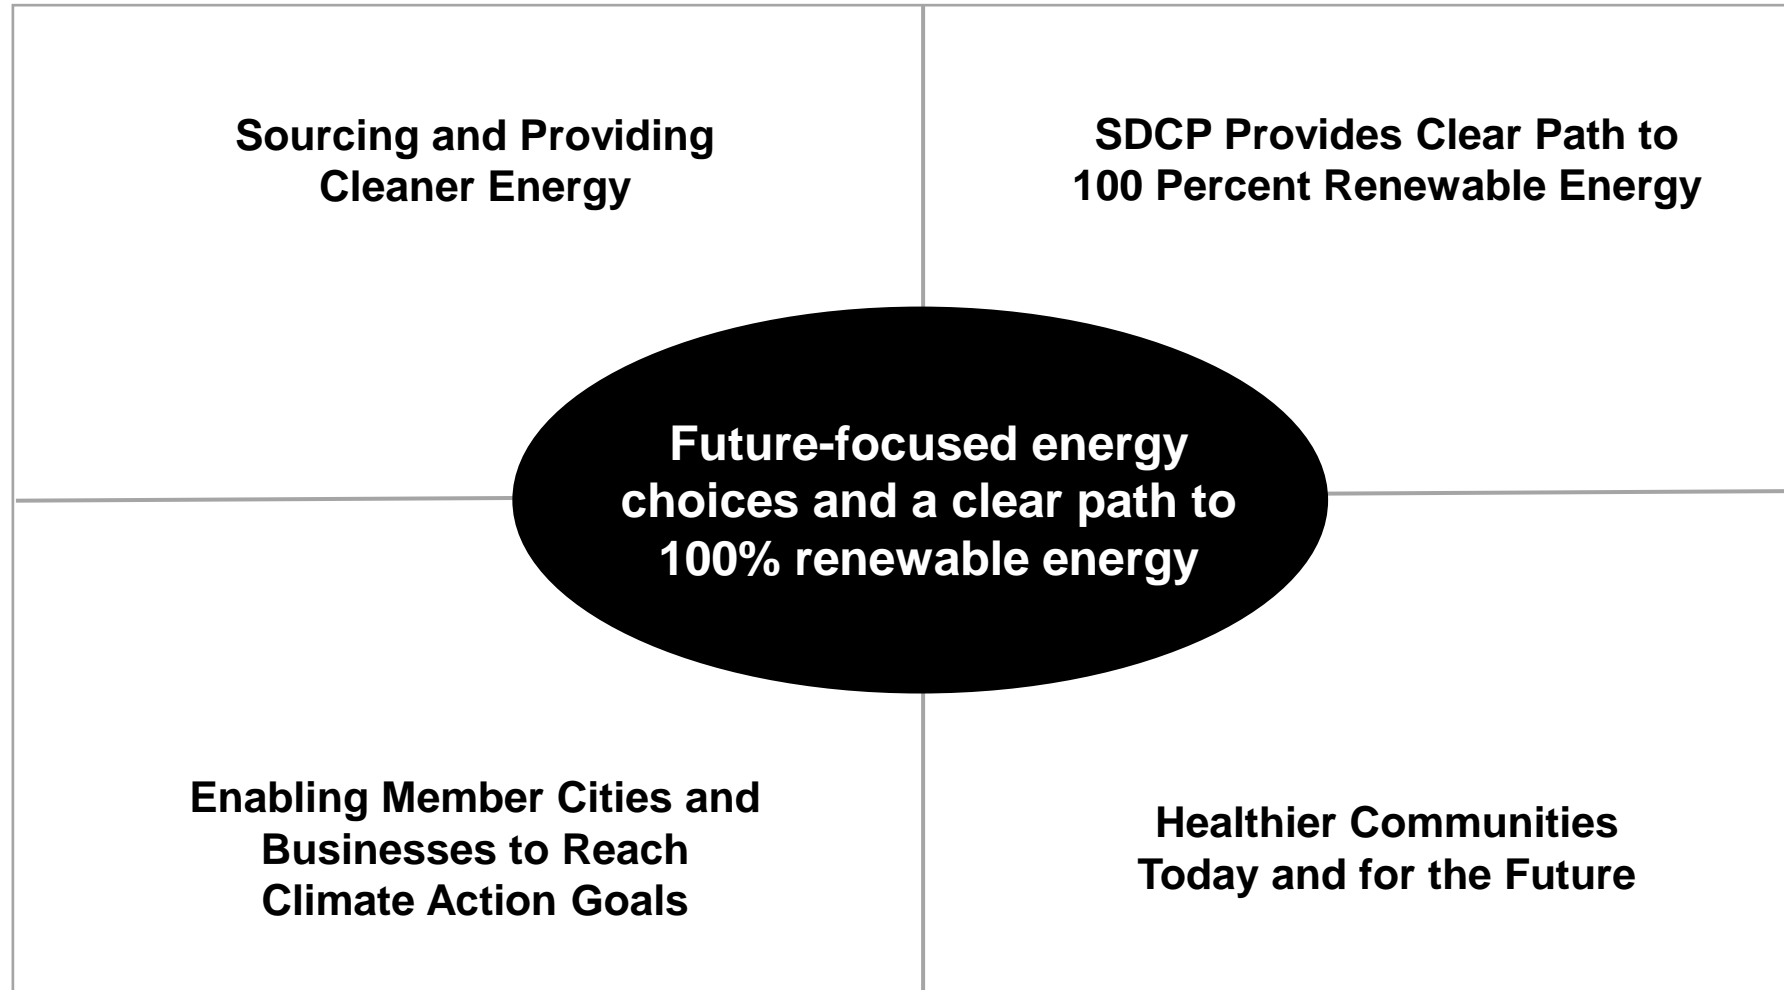 Sourcing and Providing
Cleaner Energy
SDCP Provides Clear Path to
100 Percent Renewable Energy
Future-focused energy
choices and a clear path to
100% renewable energy
Enabling Member Cities and
Businesses to Reach
Climate Action Goals
Healthier Communities
Today and for the Future